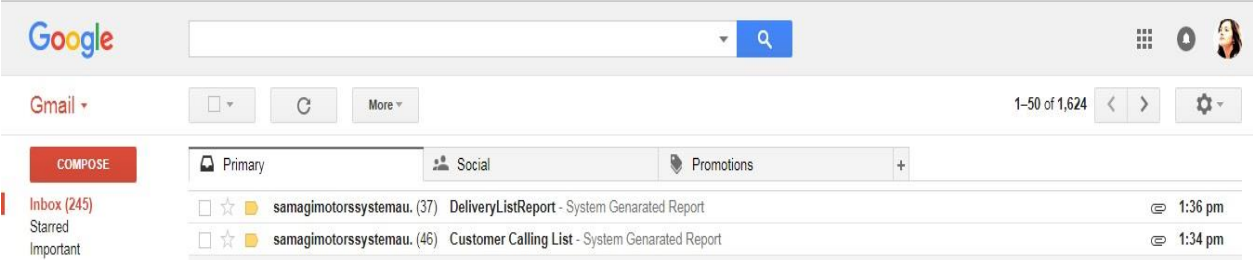 Google
Gmail
More
1–50 of 1,624
COMPOSE
Primary
Social
Promotions
+
Inbox (245)
samagimotorssystemau. (37) DeliveryListReport - System Genarated Report 1:36 pm
Starred
Important
samagimotorssystemau. (46) Customer Calling List - System Genarated Report 1:34 pm